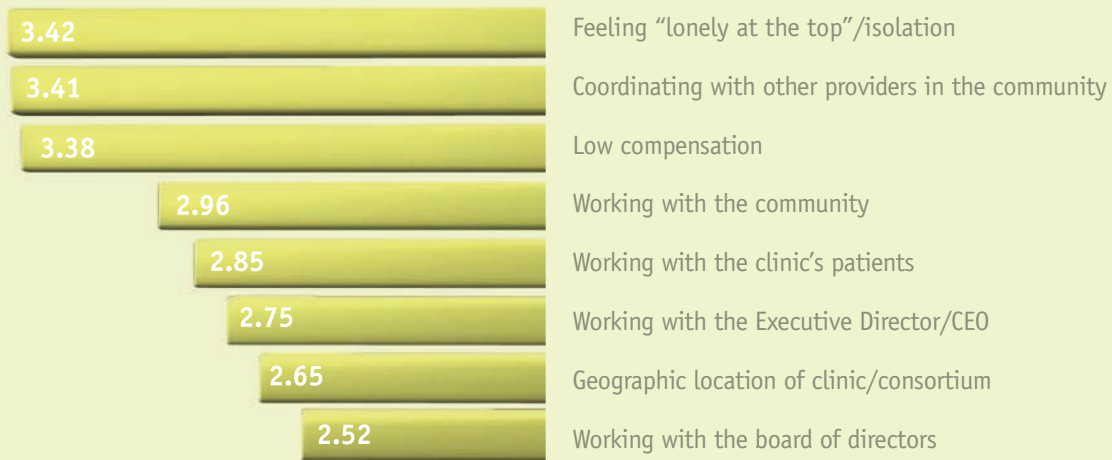 3.42 Feeling “lonely at the top”/isolation
3.41 Coordinating with other providers in the community
3.38 Low compensation
2.96 Working with the community
2.85 Working with the clinic’s patients
2.75 Working with the Executive Director/CEO
2.65 Geographic location of clinic/consortium
2.52 Working with the board of directors